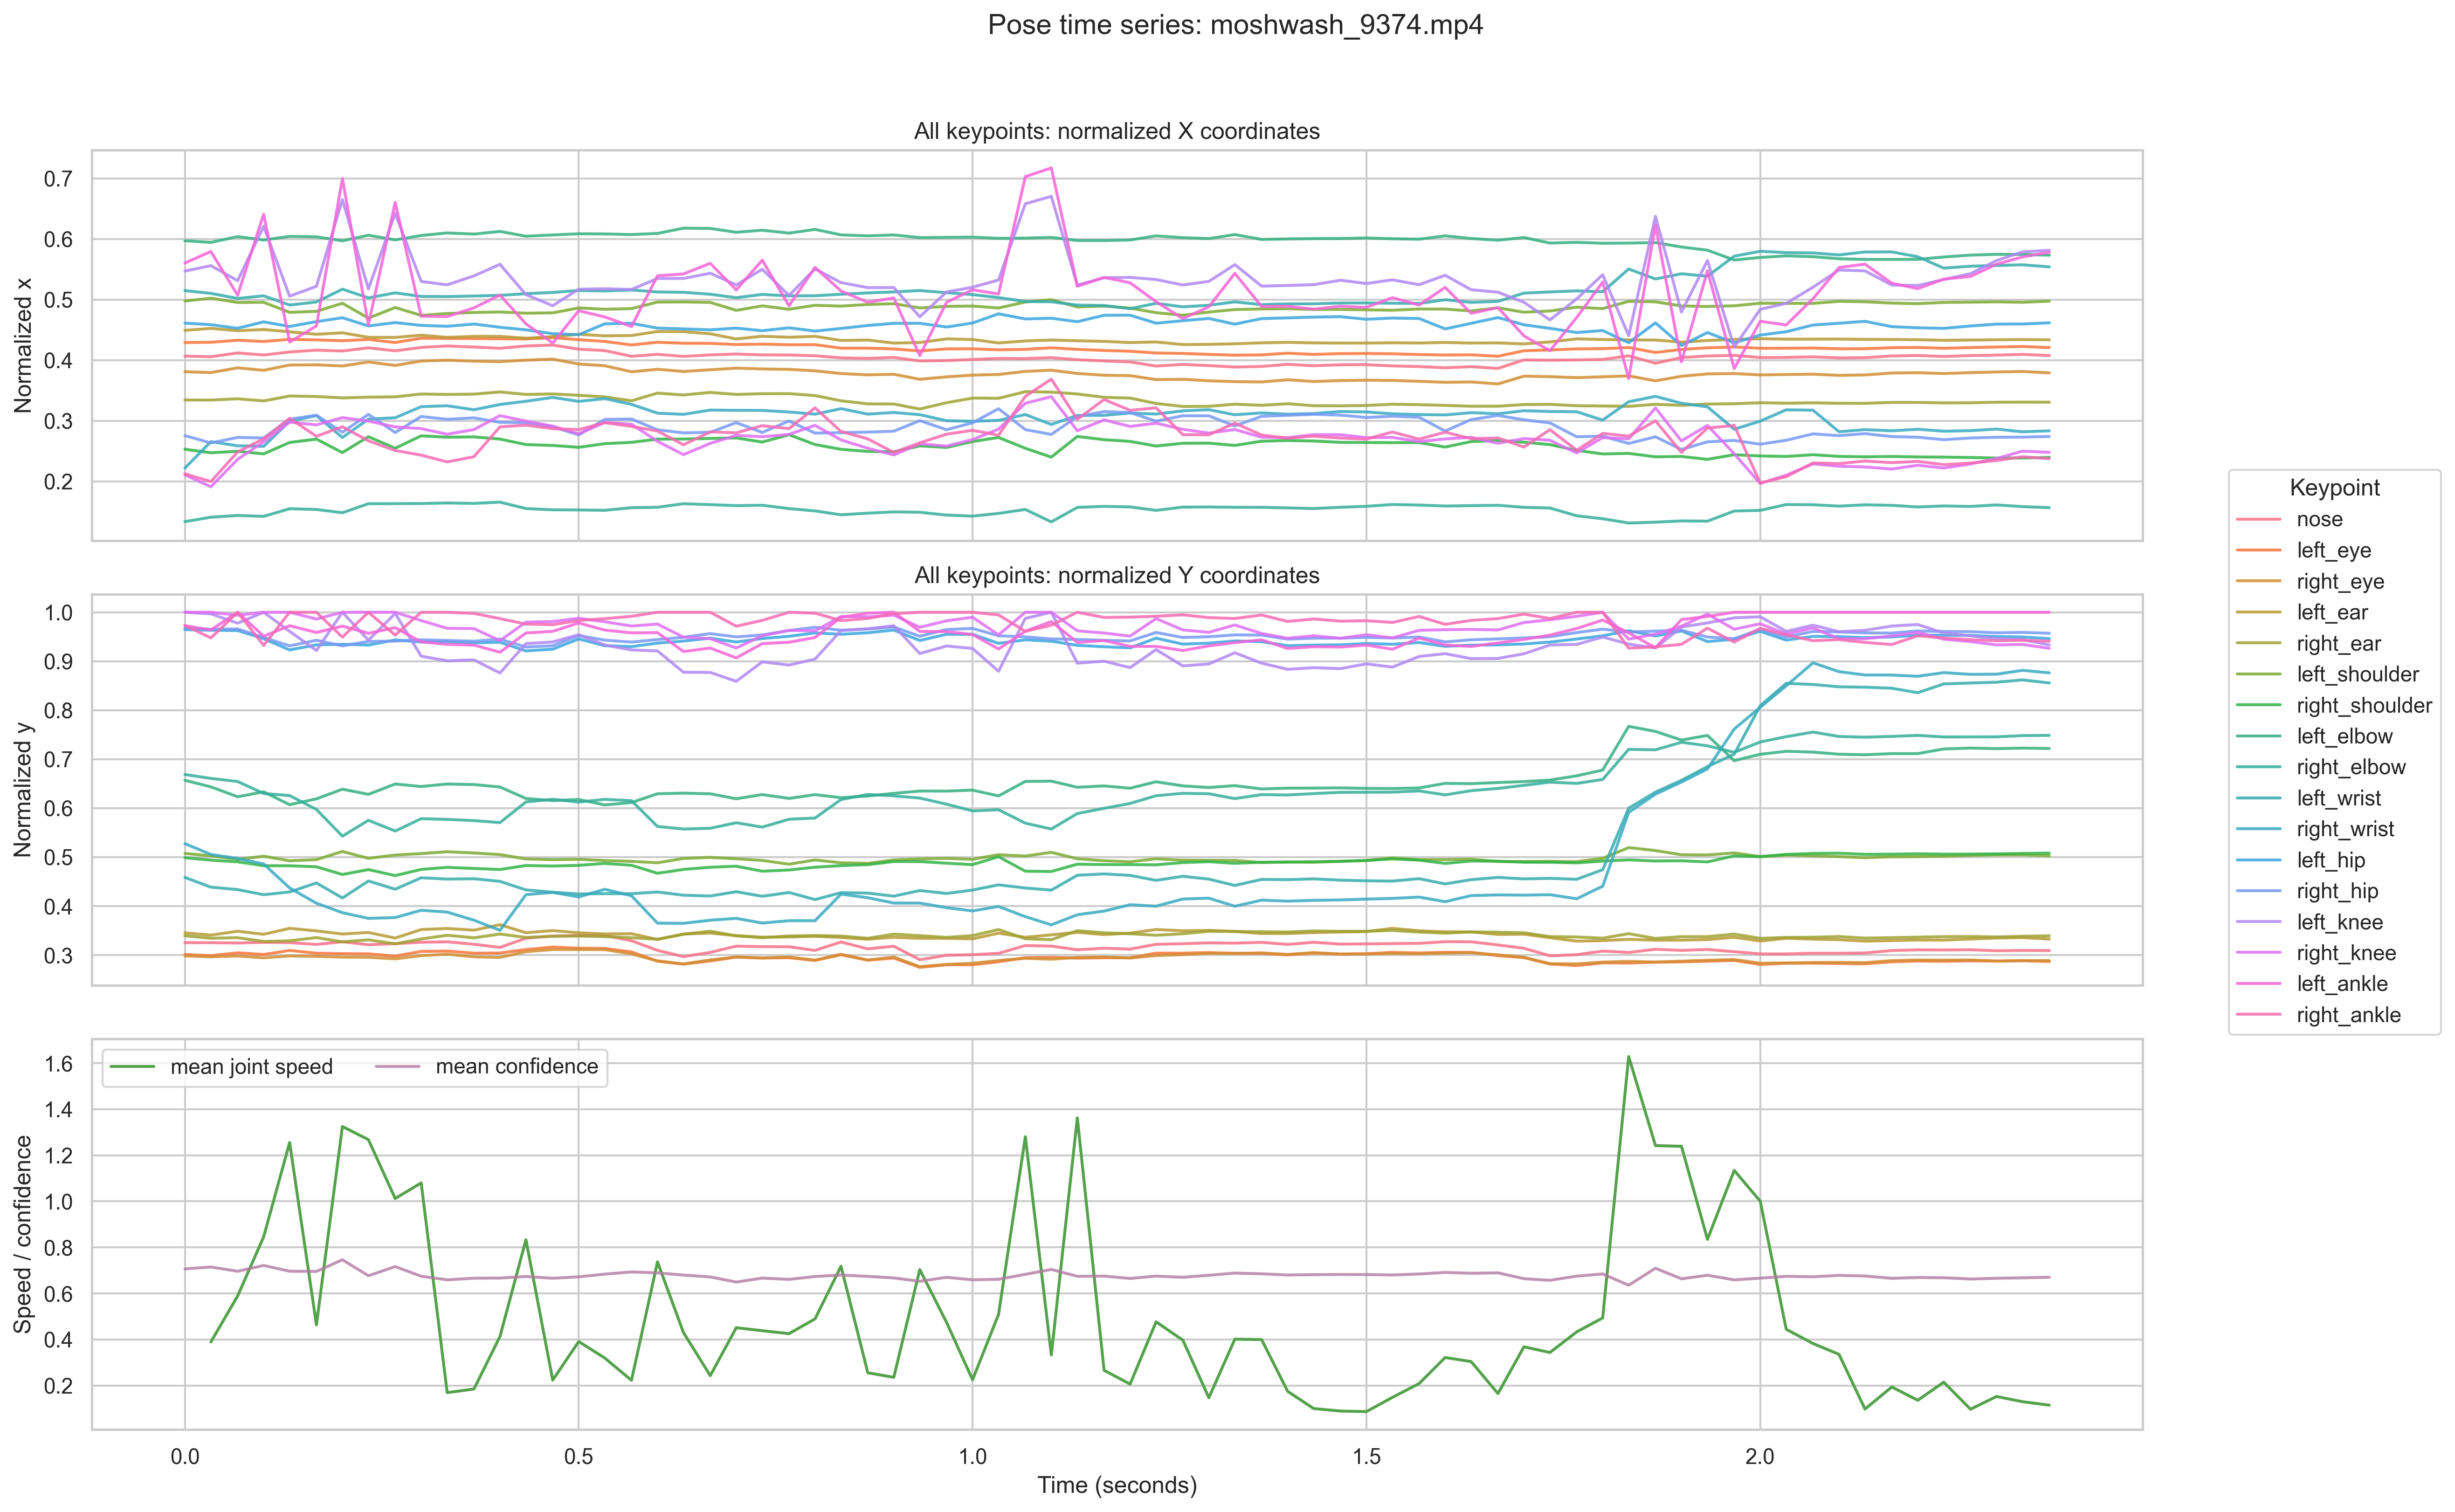 Pose time series: moshwash_9374.mp4
All keypoints: normalized X coordinates
Normalized x
0.7
0.6
0.5
0.4
0.3
0.2
All keypoints: normalized Y coordinates
Normalized y
1.0
0.9
0.8
0.7
0.6
0.5
0.4
0.3
Keypoint
nose
left_eye
right_eye
left_ear
right_ear
left_shoulder
right_shoulder
left_elbow
right_elbow
left_wrist
right_wrist
left_hip
right_hip
left_knee
right_knee
left_ankle
right_ankle
mean joint speed mean confidence
Speed / confidence
1.6
1.4
1.2
1.0
0.8
0.6
0.4
0.2
0.0 0.5 1.0 1.5 2.0
Time (seconds)